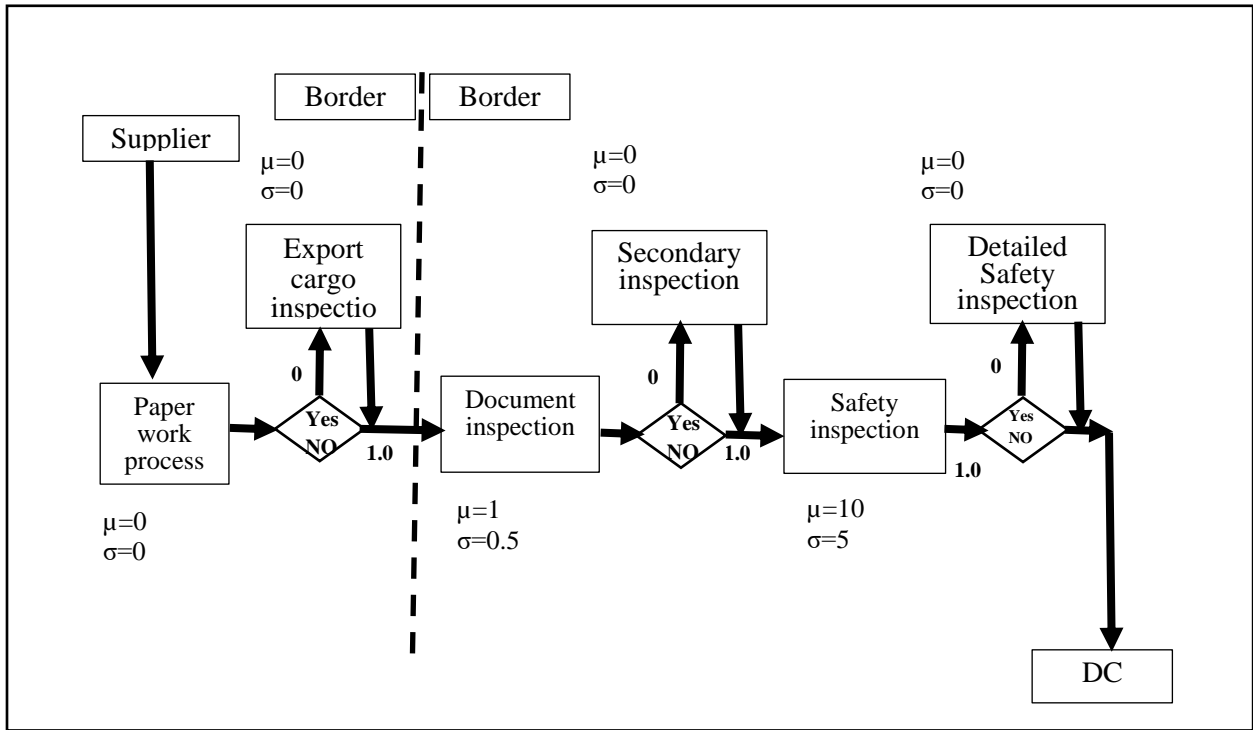 Border
Border
Supplier
µ=0
σ=0
µ=0
σ=0
µ=0
σ=0
Export
cargo
inspectio
Secondary
inspection
Detailed
Safety
inspection
0
0
0
Paper
work
process
Yes
NO
1.0
Document
inspection
Yes
NO
1.0
Safety
inspection
1.0
Yes
NO
µ=0
σ=0
µ=1
σ=0.5
µ=10
σ=5
DC